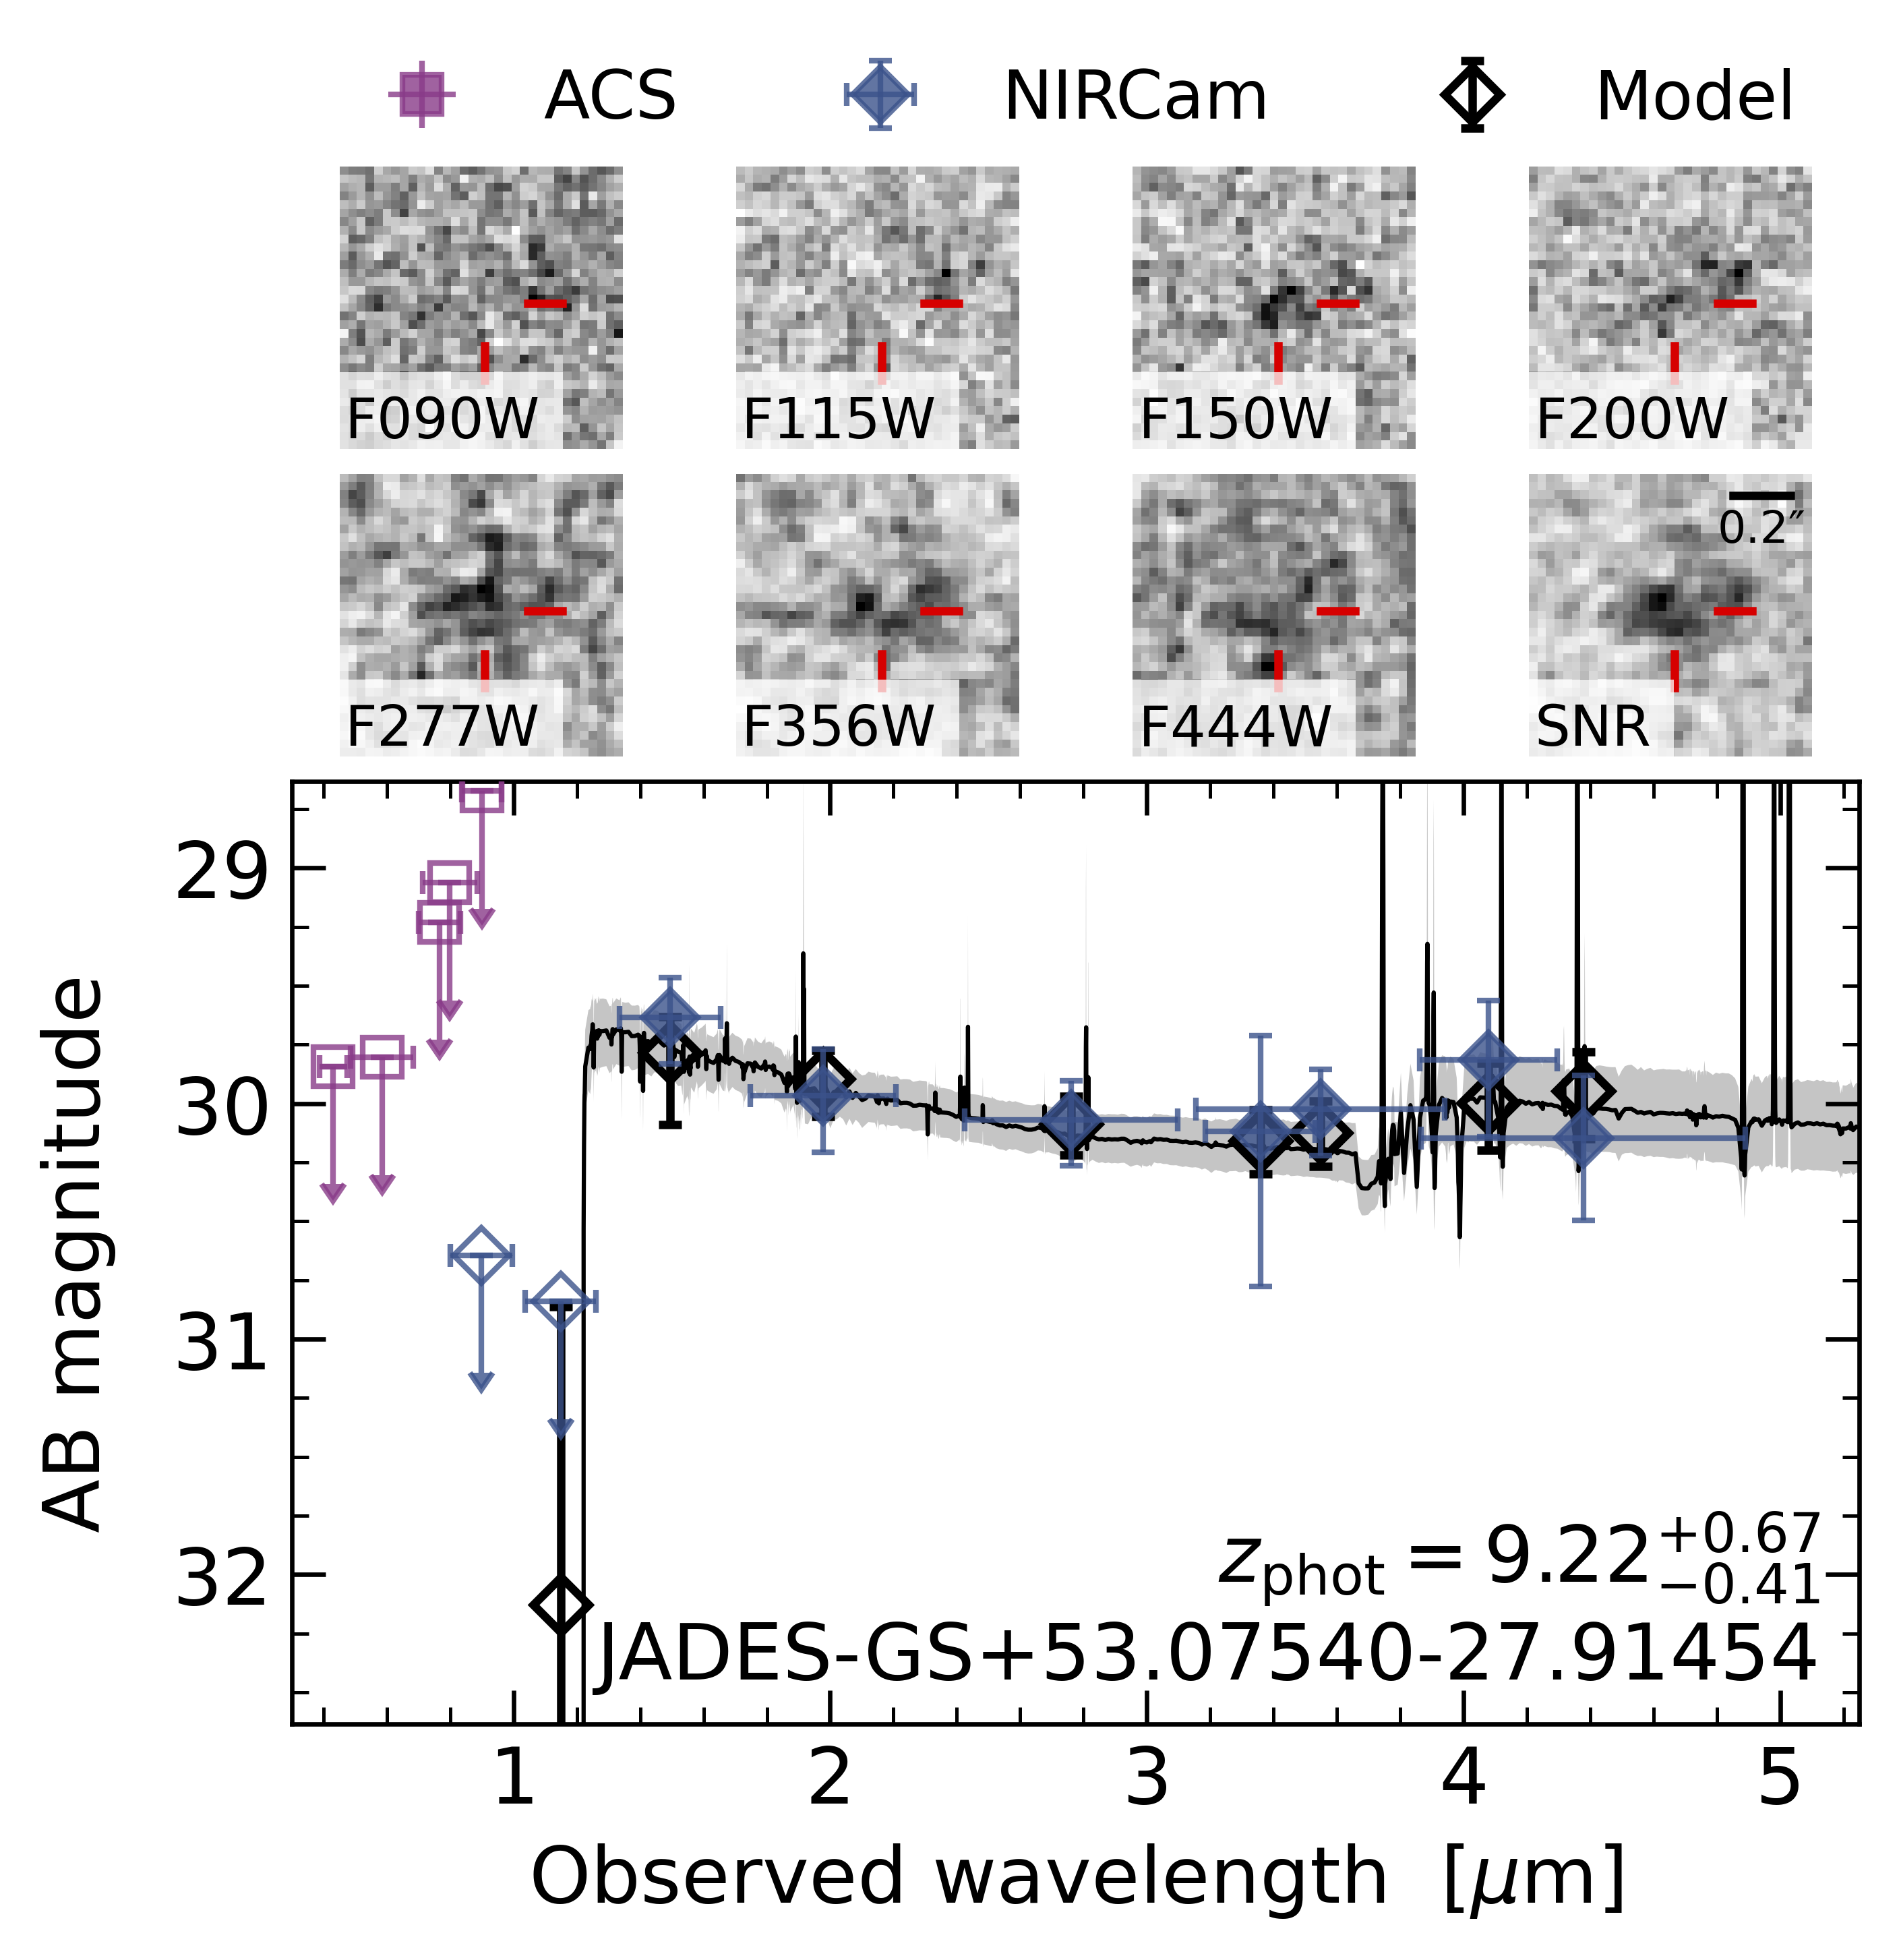 ACS NIRCam Model
F090W F115W F150W F200W
0.2″
F277W F356W F444W SNR
29
30
31
32
AB magnitude
z_phot = 9.22 +0.67 −0.41
JADES-GS+53.07540-27.91454
1 2 3 4 5
Observed wavelength [μm]